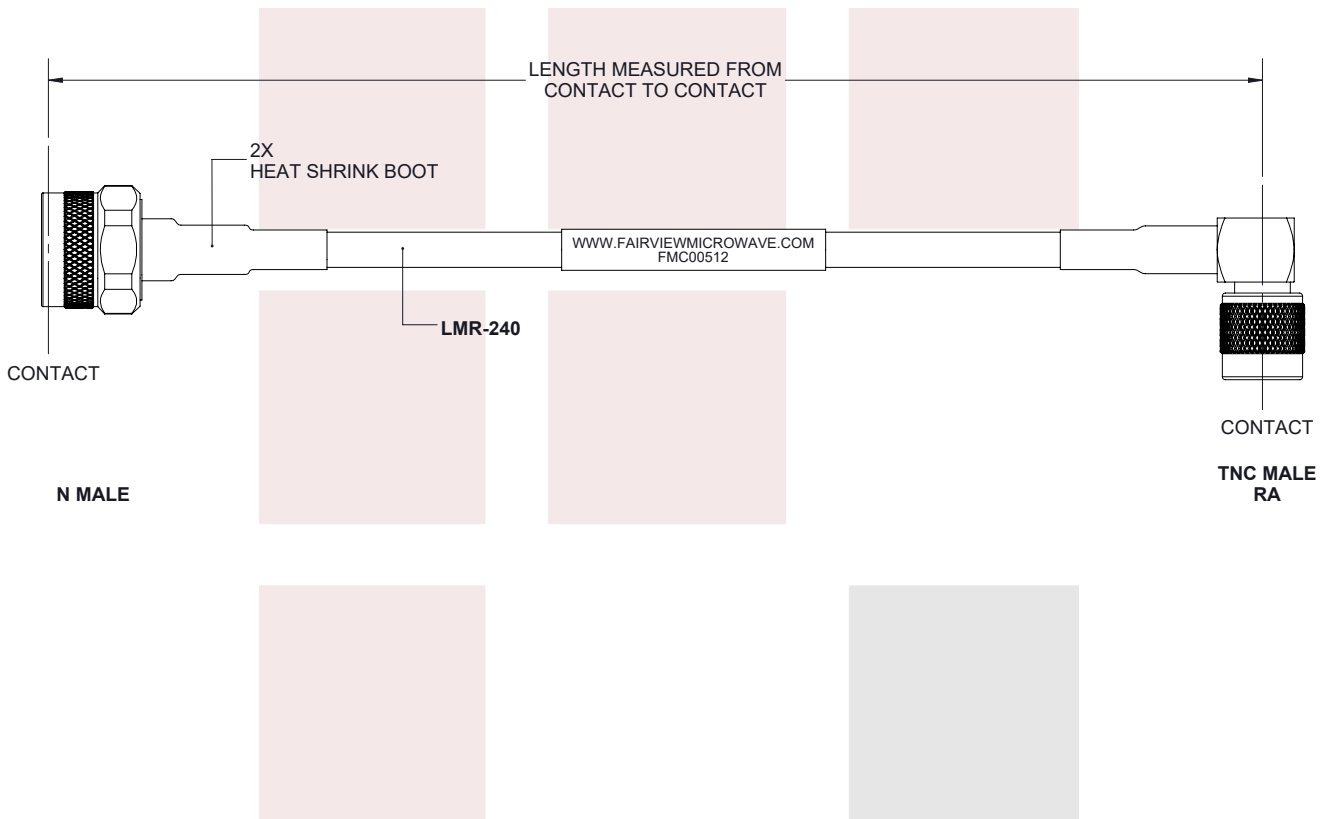 LENGTH MEASURED FROM
CONTACT TO CONTACT
2X
HEAT SHRINK BOOT
WWW.FAIRVIEWMICROWAVE.COM
FMC00512
LMR-240
CONTACT
CONTACT
N MALE
TNC MALE
RA